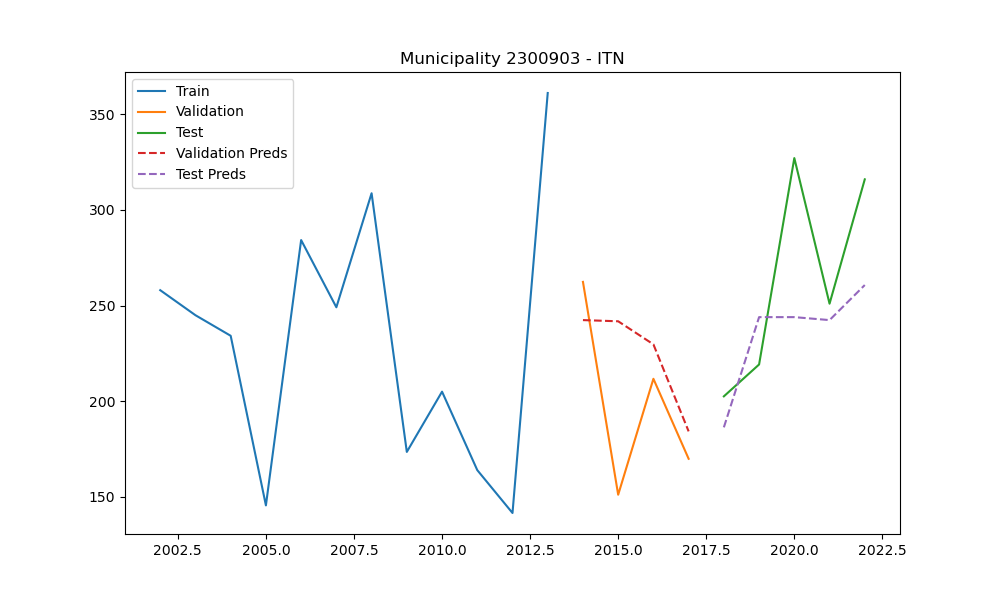 Municipality 2300903 - ITN
Train
Validation
Test
Validation Preds
Test Preds
350
300
250
200
150
2002.5 2005.0 2007.5 2010.0 2012.5 2015.0 2017.5 2020.0 2022.5